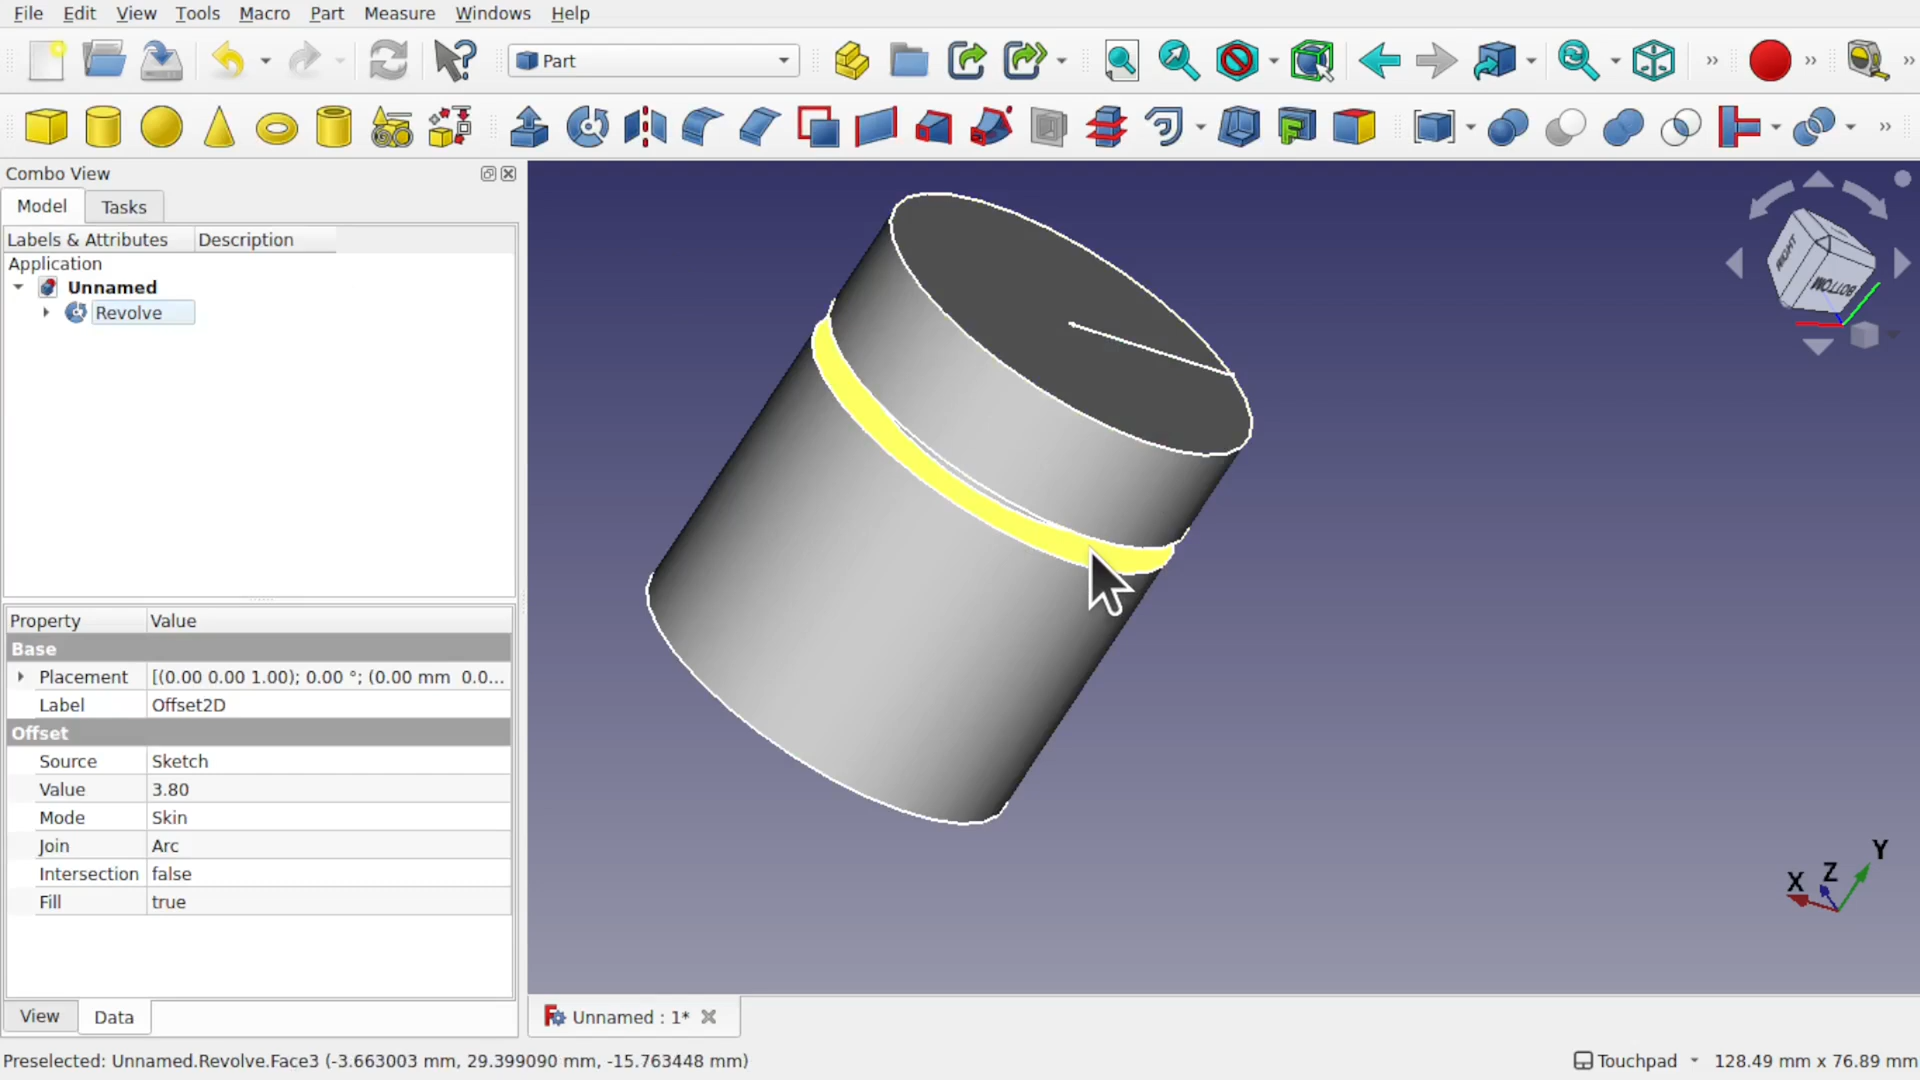 File Edit View Tools Macro Part Measure Windows Help
Part
Combo View
Model Tasks
Labels & Attributes Description
Application
Unnamed
Revolve
Property Value
Base
Placement [(0.00 0.00 1.00); 0.00 °; (0.00 mm 0.0...
Label Offset2D
Offset
Source Sketch
Value 3.80
Mode Skin
Join Arc
Intersection false
Fill true
View Data
RIGHT
BOTTOM
X Z Y
Unnamed : 1*
Preselected: Unnamed.Revolve.Face3 (-3.663003 mm, 29.399090 mm, -15.763448 mm)
Touchpad 128.49 mm x 76.89 mm